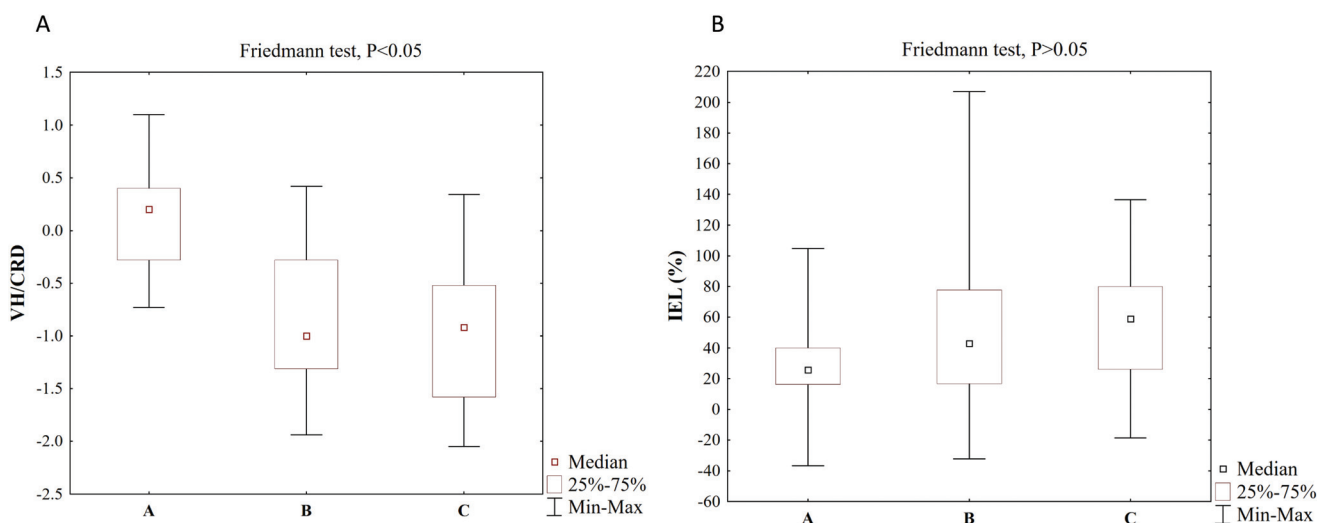 A
Friedmann test, P<0.05
VH/CRD
1.5
1.0
0.5
0.0
-0.5
-1.0
-1.5
-2.0
-2.5
A B C
Median
25%-75%
Min-Max
B
Friedmann test, P>0.05
IEL (%)
220
200
180
160
140
120
100
80
60
40
20
0
-20
-40
-60
A B C
Median
25%-75%
Min-Max